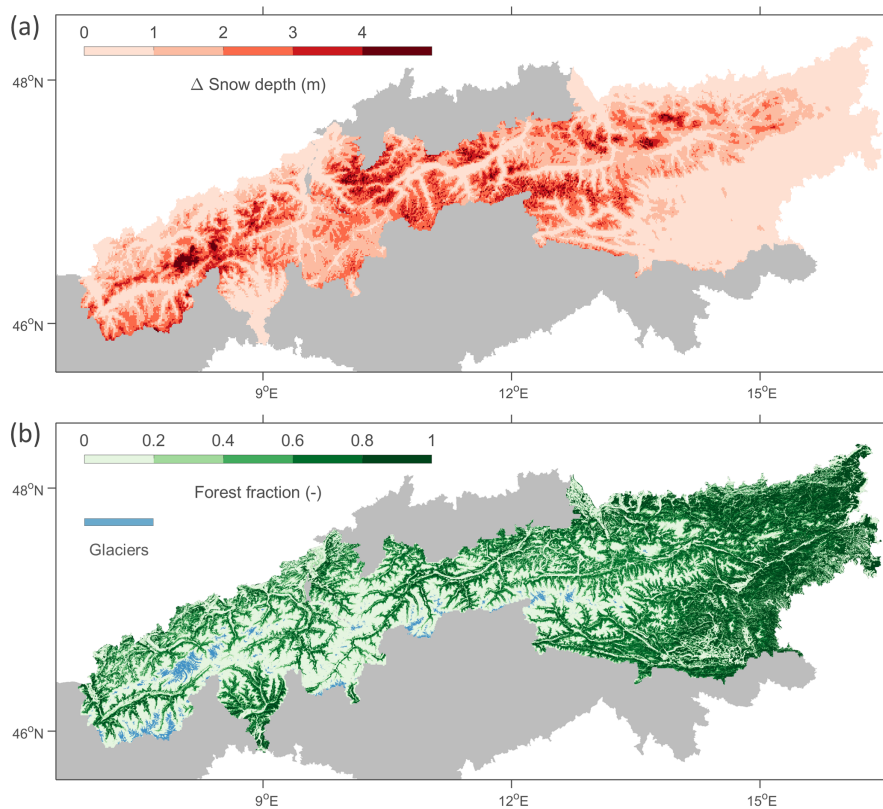 (a)
0 1 2 3 4
Δ Snow depth (m)
48°N
46°N
9°E 12°E 15°E
(b)
0 0.2 0.4 0.6 0.8 1
Forest fraction (-)
48°N
Glaciers
46°N
9°E 12°E 15°E